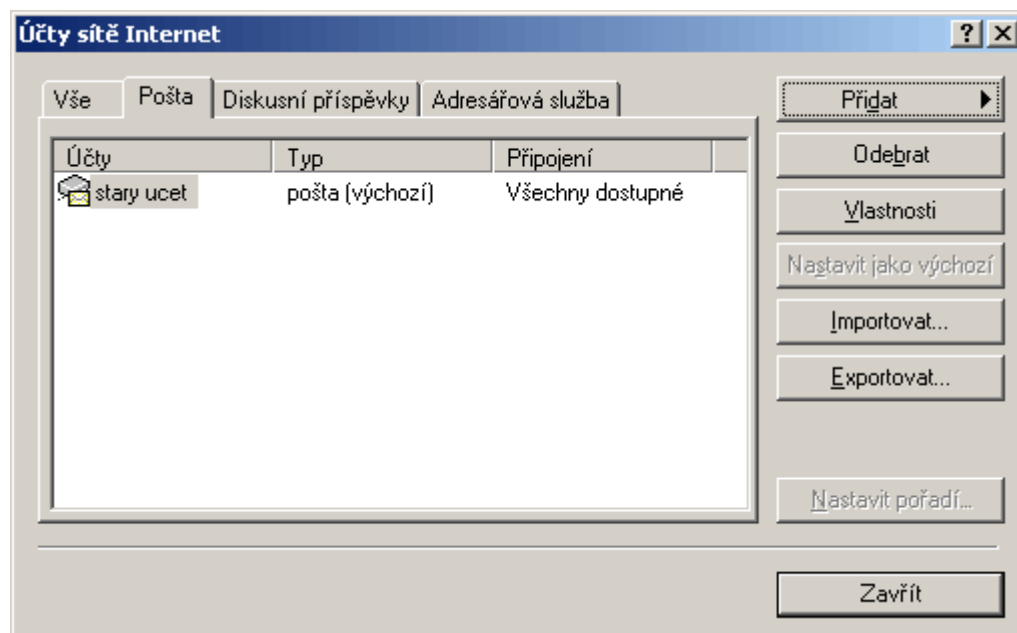 Účty sítě Internet
Vše
Pošta
Diskusní příspěvky
Adresářová služba
Účty
Typ
Připojení
stary ucet
pošta (výchozí)
Všechny dostupné
Přidat
Odebrat
Vlastnosti
Nastavit jako výchozí
Importovat...
Exportovat...
Nastavit pořadí...
Zavřít